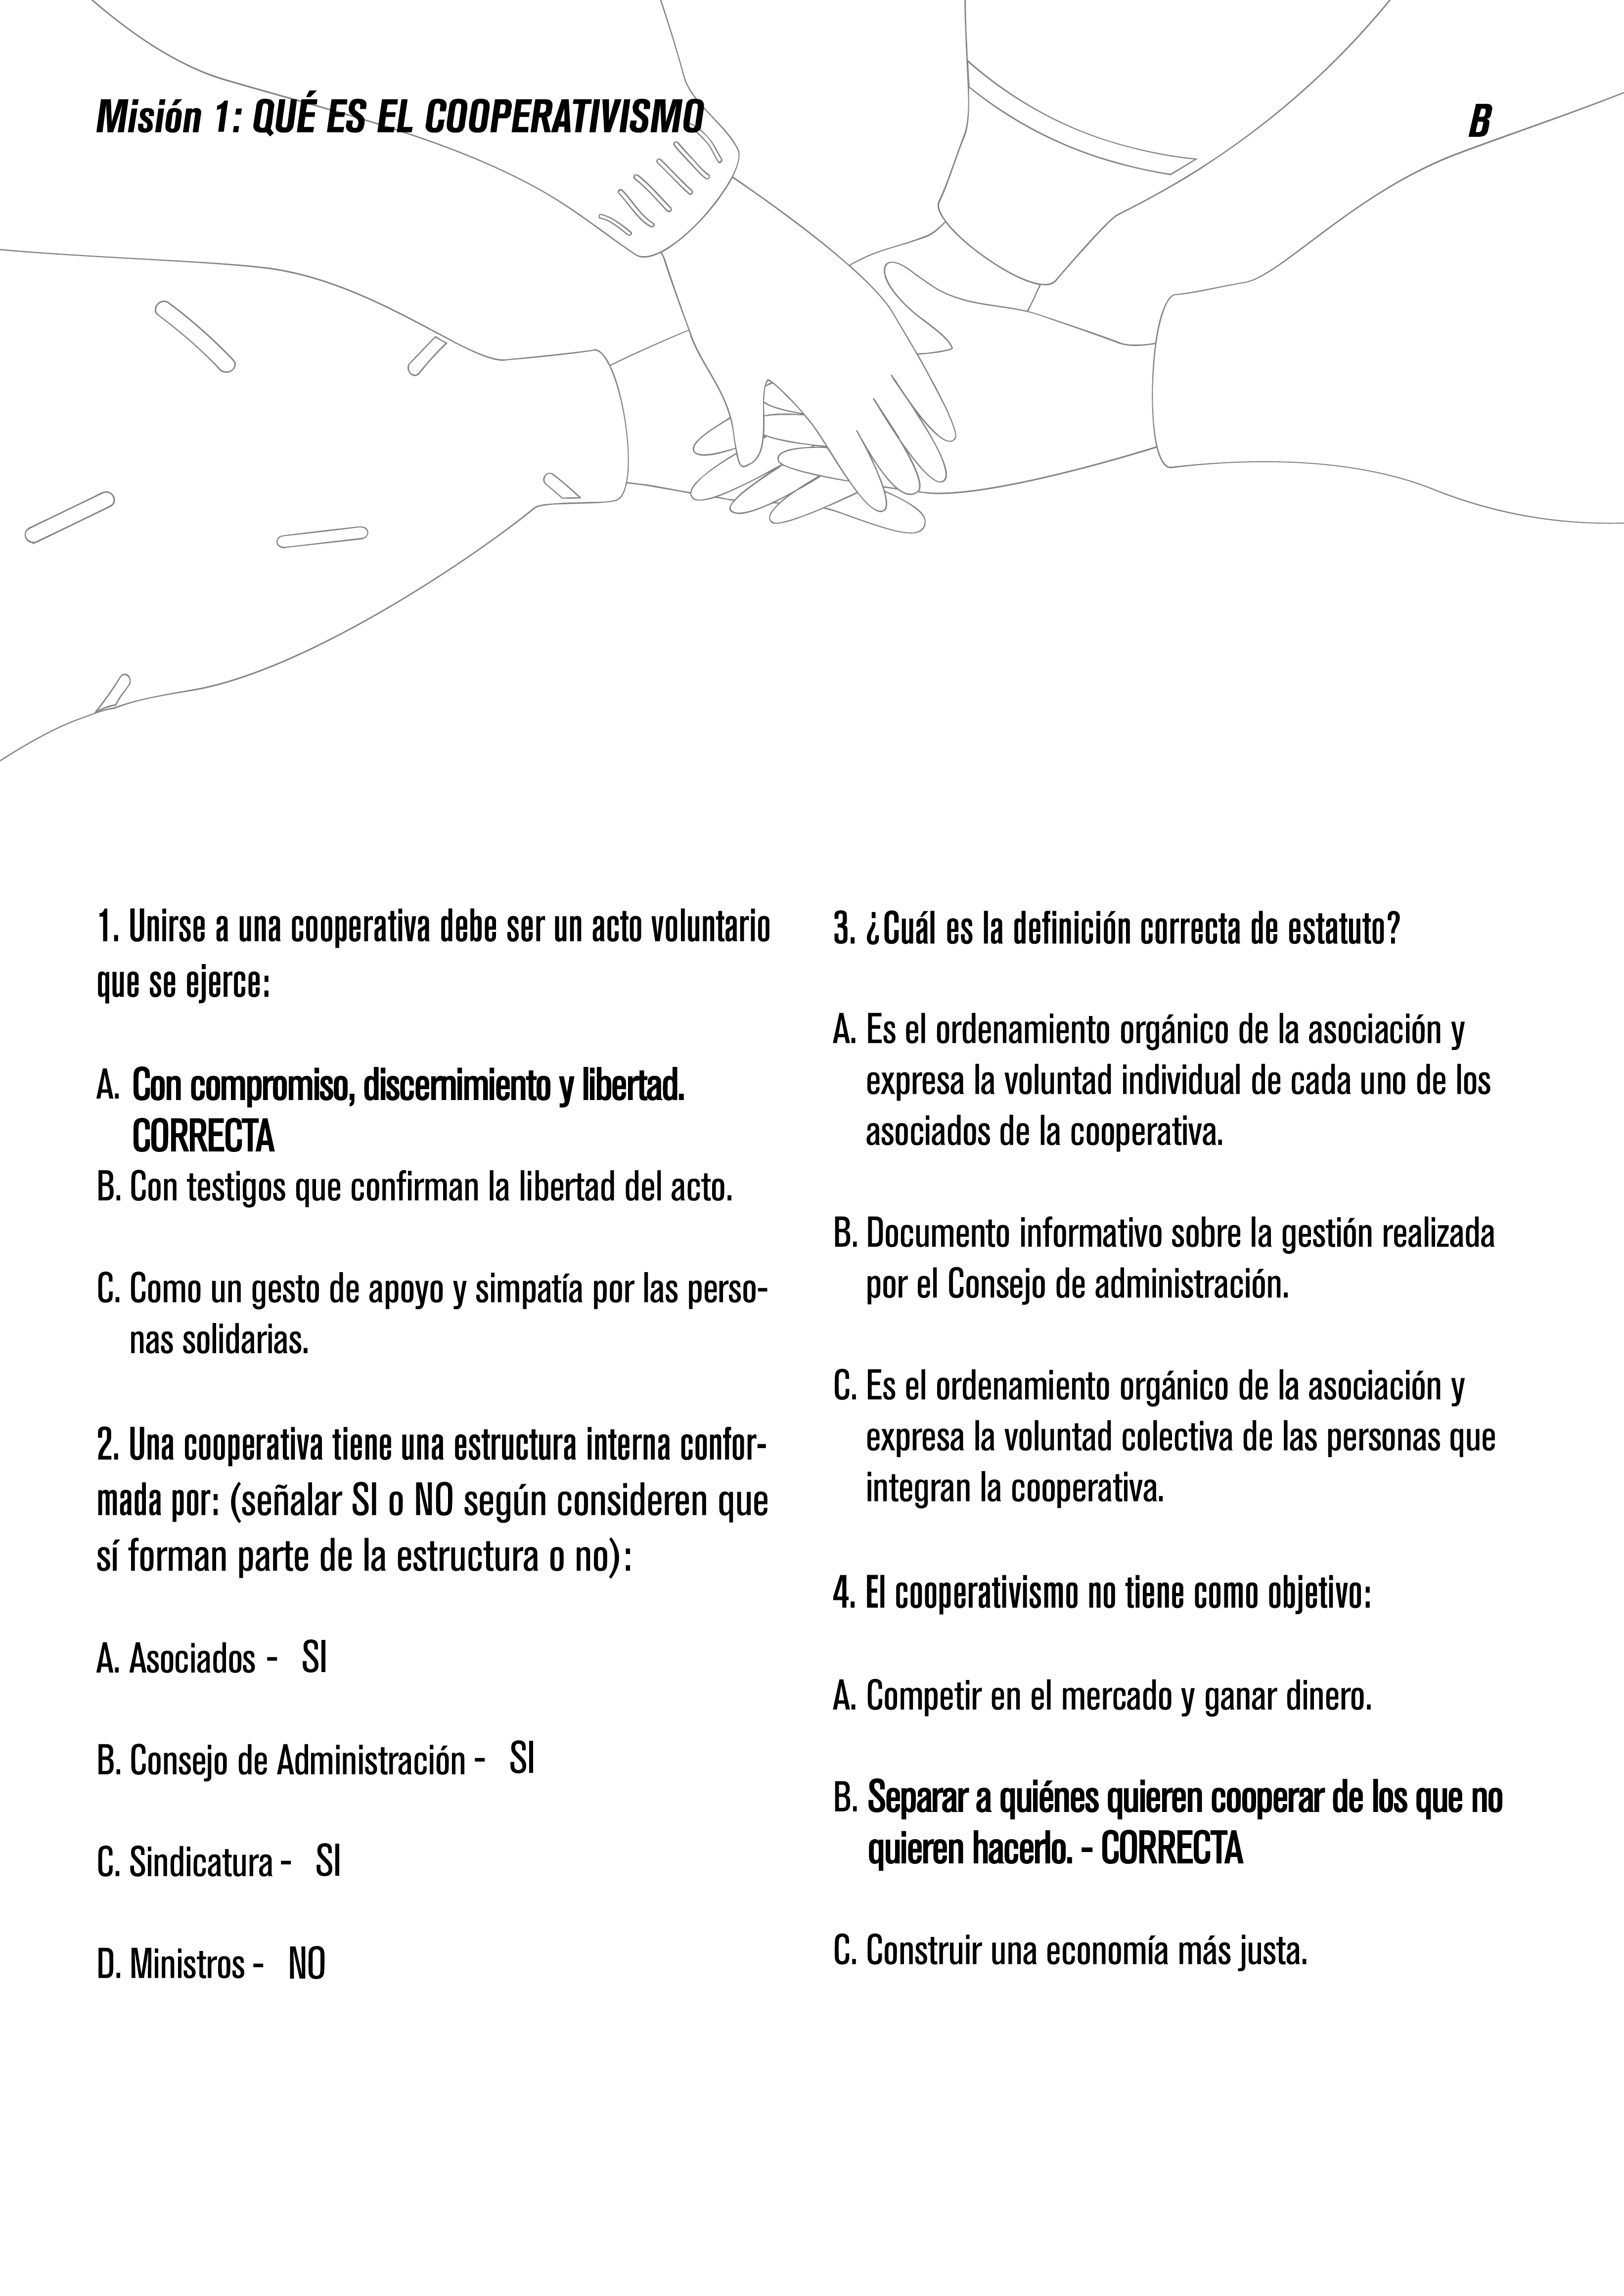 Misión 1: QUÉ ES EL COOPERATIVISMO
B
1. Unirse a una cooperativa debe ser un acto voluntario
que se ejerce:
A. Con compromiso, discernimiento y libertad.
CORRECTA
B. Con testigos que confirman la libertad del acto.
C. Como un gesto de apoyo y simpatía por las perso-
nas solidarias.
2. Una cooperativa tiene una estructura interna confor-
mada por: (señalar SI o NO según consideren que
sí forman parte de la estructura o no):
A. Asociados - SI
B. Consejo de Administración - SI
C. Sindicatura - SI
D. Ministros - NO
3. ¿Cuál es la definición correcta de estatuto?
A. Es el ordenamiento orgánico de la asociación y
expresa la voluntad individual de cada uno de los
asociados de la cooperativa.
B. Documento informativo sobre la gestión realizada
por el Consejo de administración.
C. Es el ordenamiento orgánico de la asociación y
expresa la voluntad colectiva de las personas que
integran la cooperativa.
4. El cooperativismo no tiene como objetivo:
A. Competir en el mercado y ganar dinero.
B. Separar a quiénes quieren cooperar de los que no
quieren hacerlo. - CORRECTA
C. Construir una economía más justa.